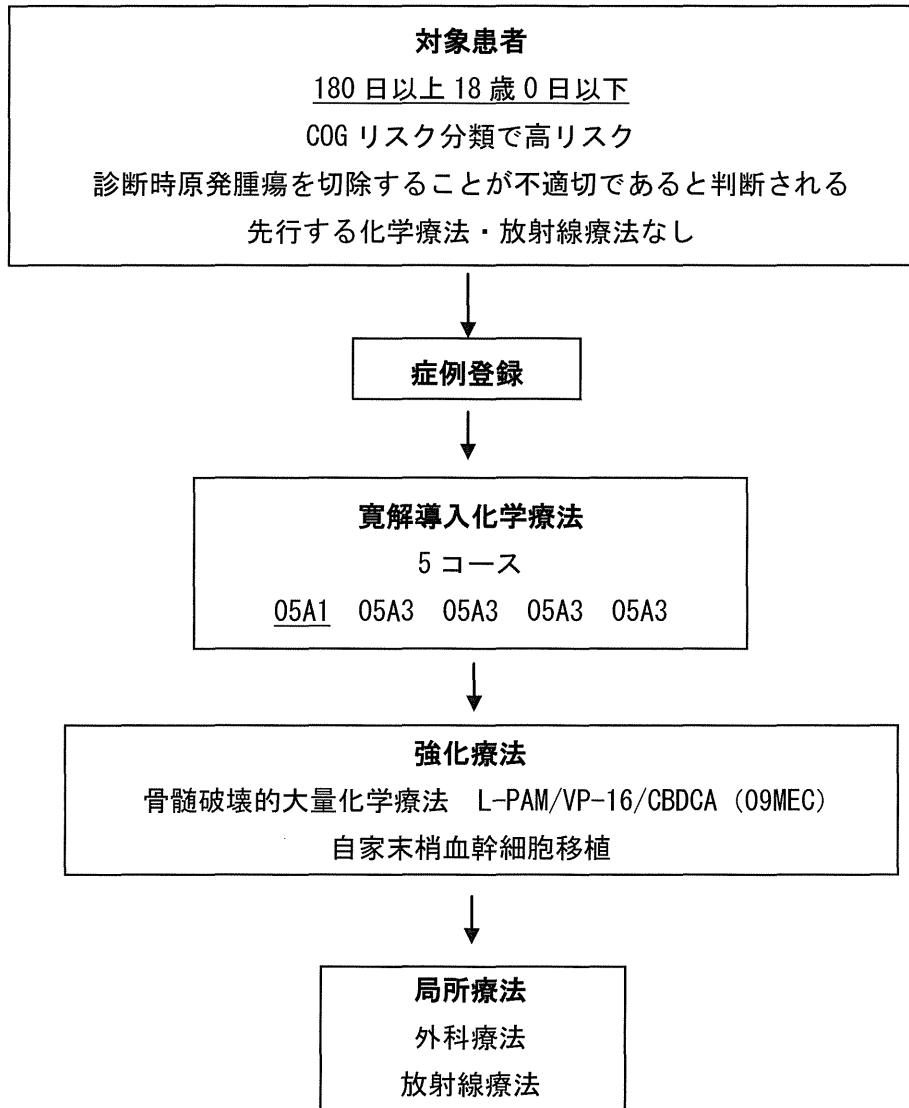 対象患者
180日以上18歳0日以下
COGリスク分類で高リスク
診断時原発腫瘍を切除することが不適切であると判断される
先行する化学療法・放射線療法なし
症例登録
寛解導入化学療法
5コース
05A1 05A3 05A3 05A3 05A3
強化療法
骨髄破壊的大量化学療法 L-PAM/VP-16/CBDCA (09MEC)
自家末梢血幹細胞移植
局所療法
外科療法
放射線療法